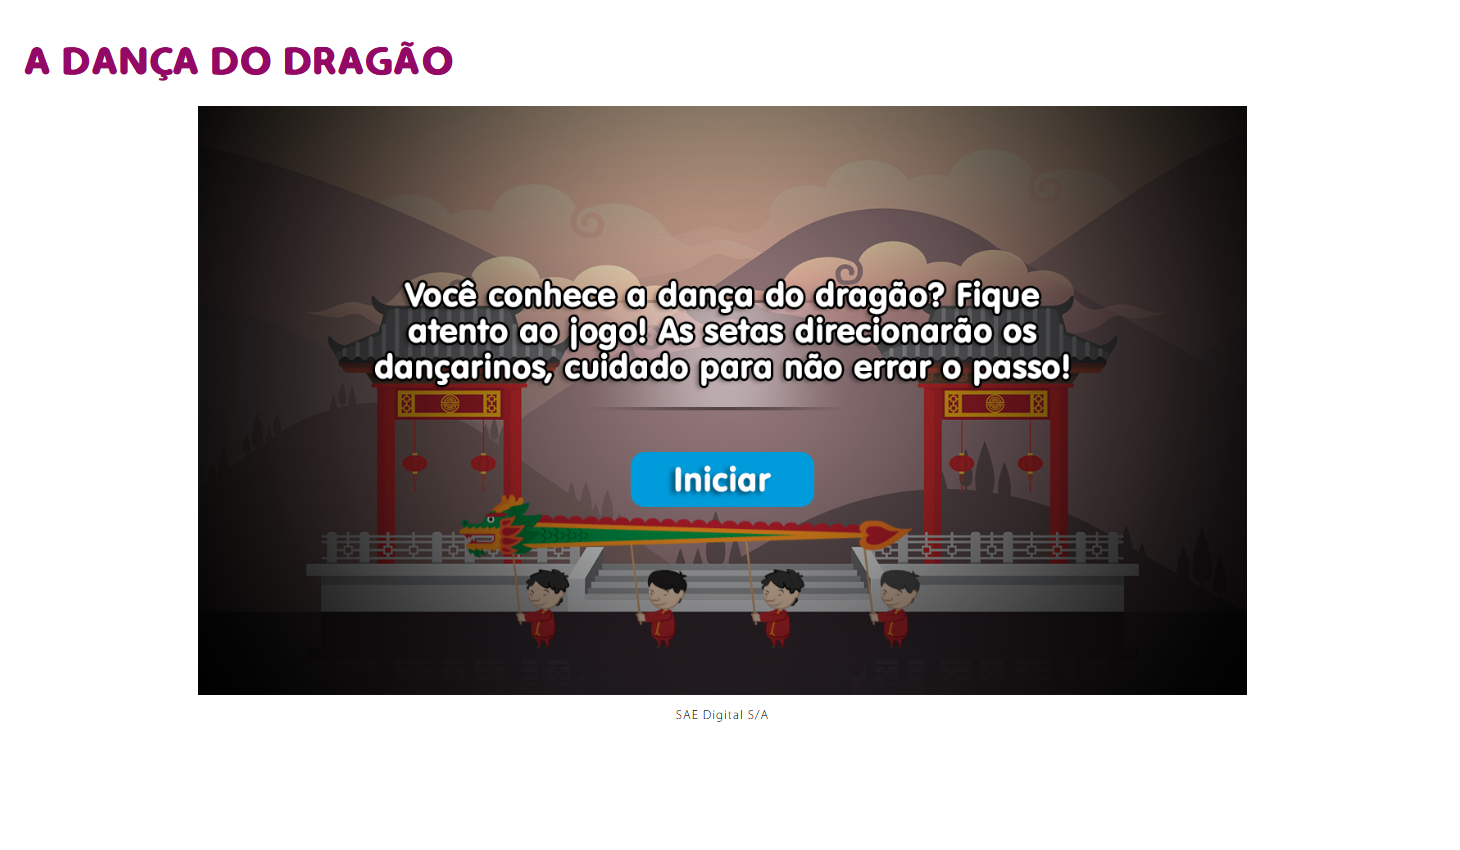 A DANÇA DO DRAGÃO
Você conhece a dança do dragão? Fique
atento ao jogo! As setas direcionarão os
dançarinos, cuidado para não errar o passo!
Iniciar
SAE Digital S/A